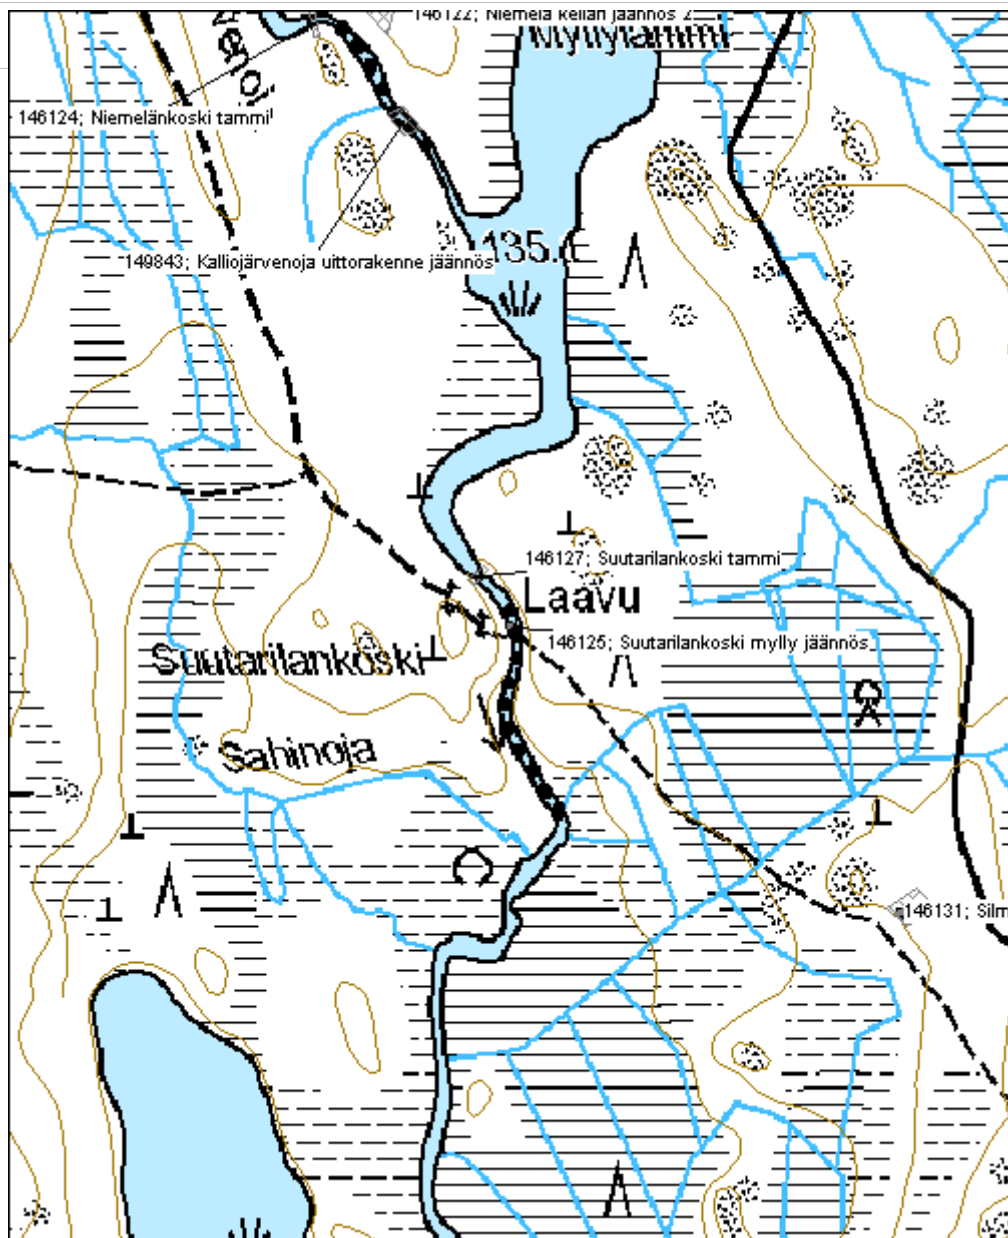 146122; Niemelä kellari jäännös 2
Myllylammi
146124; Niemelänkoski tammi
149843; Kalliojärvenoja uittorakenne jäännös
135.
146127; Suutarilankoski tammi
Laavu
146125; Suutarilankoski mylly jäännös
Suutarilankoski
Sahinoja
146131; Silm